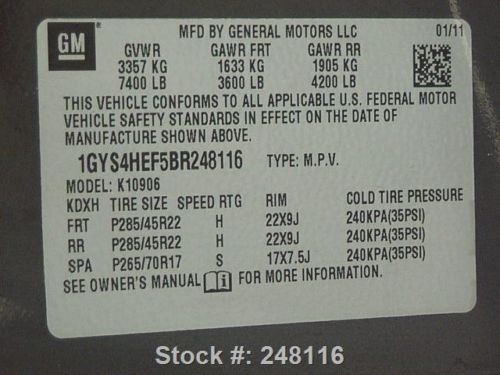 GM
MFD BY GENERAL MOTORS LLC 01/11
GVWR GAWR FRT GAWR RR
3357 KG 1633 KG 1905 KG
7400 LB 3600 LB 4200 LB
THIS VEHICLE CONFORMS TO ALL APPLICABLE U.S. FEDERAL MOTOR
VEHICLE SAFETY STANDARDS IN EFFECT ON THE DATE OF
MANUFACTURE SHOWN ABOVE.
1GYS4HEF5BR248116 TYPE: M.P.V.
MODEL: K10906
KDXH TIRE SIZE SPEED RTG RIM COLD TIRE PRESSURE
FRT P285/45R22 H 22X9J 240KPA(35PSI)
RR P285/45R22 H 22X9J 240KPA(35PSI)
SPA P265/70R17 S 17X7.5J 240KPA(35PSI)
SEE OWNER'S MANUAL FOR MORE INFORMATION.
Stock #: 248116